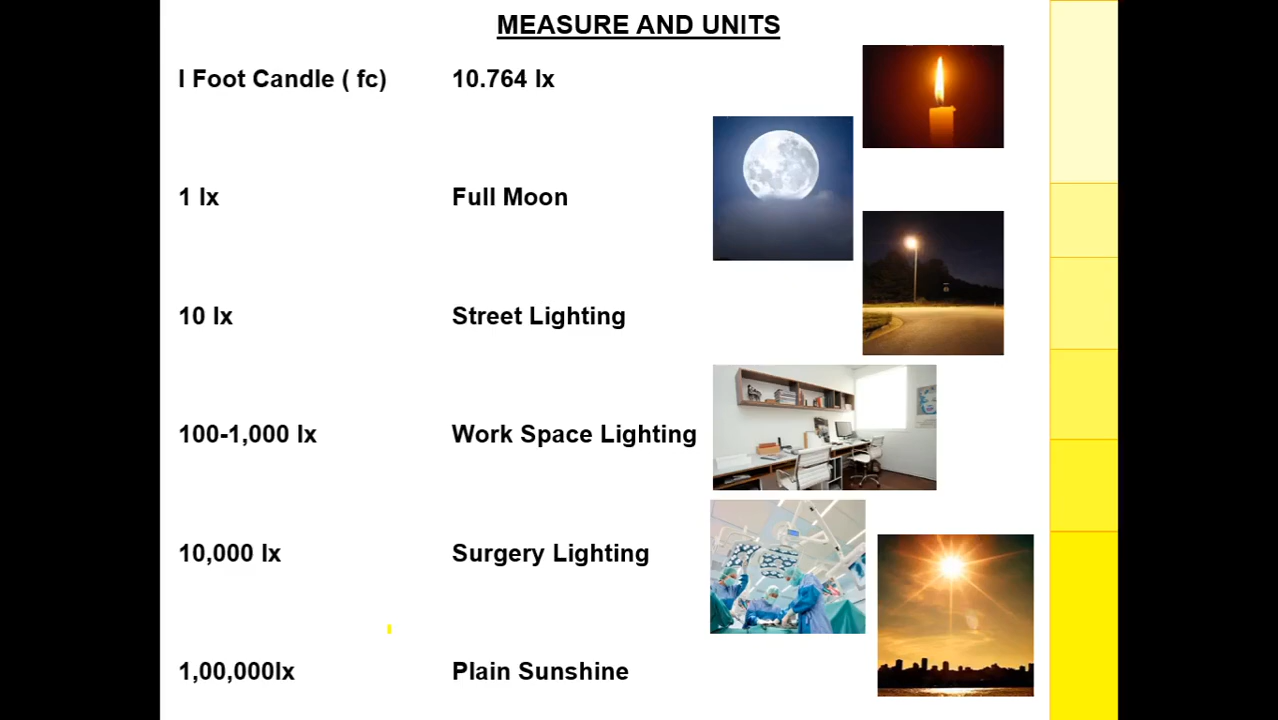 MEASURE AND UNITS
I Foot Candle ( fc) 10.764 lx
1 lx Full Moon
10 lx Street Lighting
100-1,000 lx Work Space Lighting
10,000 lx Surgery Lighting
1,00,000lx Plain Sunshine